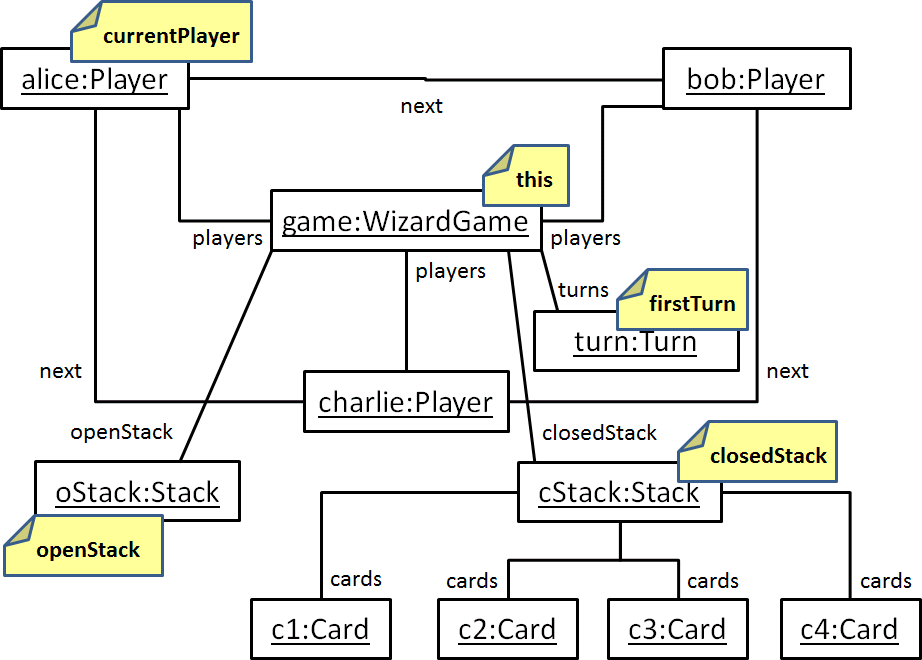 currentPlayer
alice:Player
bob:Player
next
this
game:WizardGame
players
players
players
turns
firstTurn
turn:Turn
next
next
charlie:Player
openStack
closedStack
closedStack
oStack:Stack
cStack:Stack
openStack
cards
cards
cards
cards
c1:Card
c2:Card
c3:Card
c4:Card